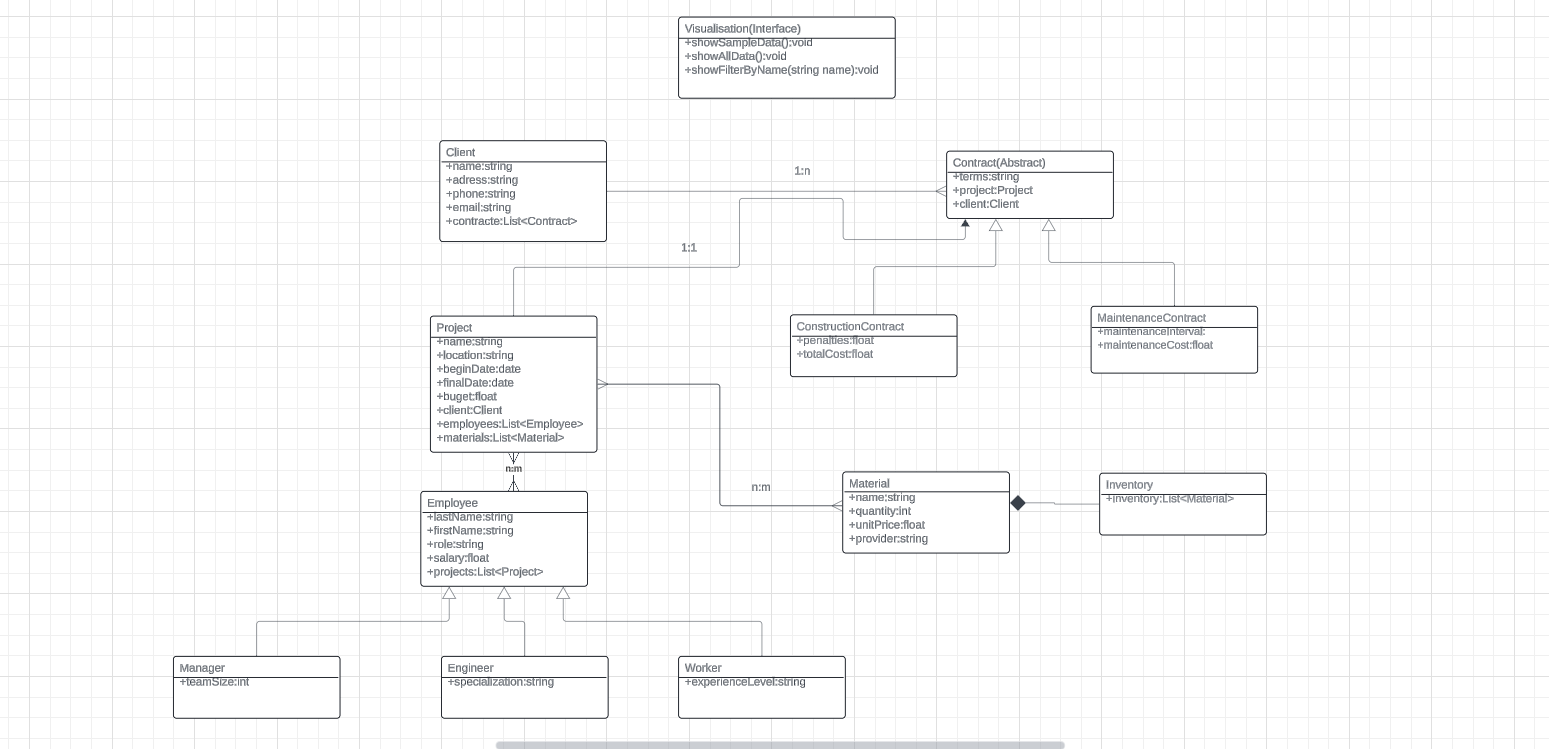 Visualisation(Interface)
+showSampleData():void
+showAllData():void
+showFilterByName(string name):void
Client
+name:string
+adress:string
+phone:string
+email:string
+contracte:List<Contract>
1:n
Contract(Abstract)
+terms:string
+project:Project
+client:Client
1:1
Project
+name:string
+location:string
+beginDate:date
+finalDate:date
+buget:float
+client:Client
+employees:List<Employee>
+materials:List<Material>
ConstructionContract
+penalties:float
+totalCost:float
MaintenanceContract
+maintenanceInterval:
+maintenanceCost:float
n:m
n:m
Employee
+lastName:string
+firstName:string
+role:string
+salary:float
+projects:List<Project>
Material
+name:string
+quantity:int
+unitPrice:float
+provider:string
Inventory
+inventory:List<Material>
Manager
+teamSize:int
Engineer
+specialization:string
Worker
+experienceLevel:string